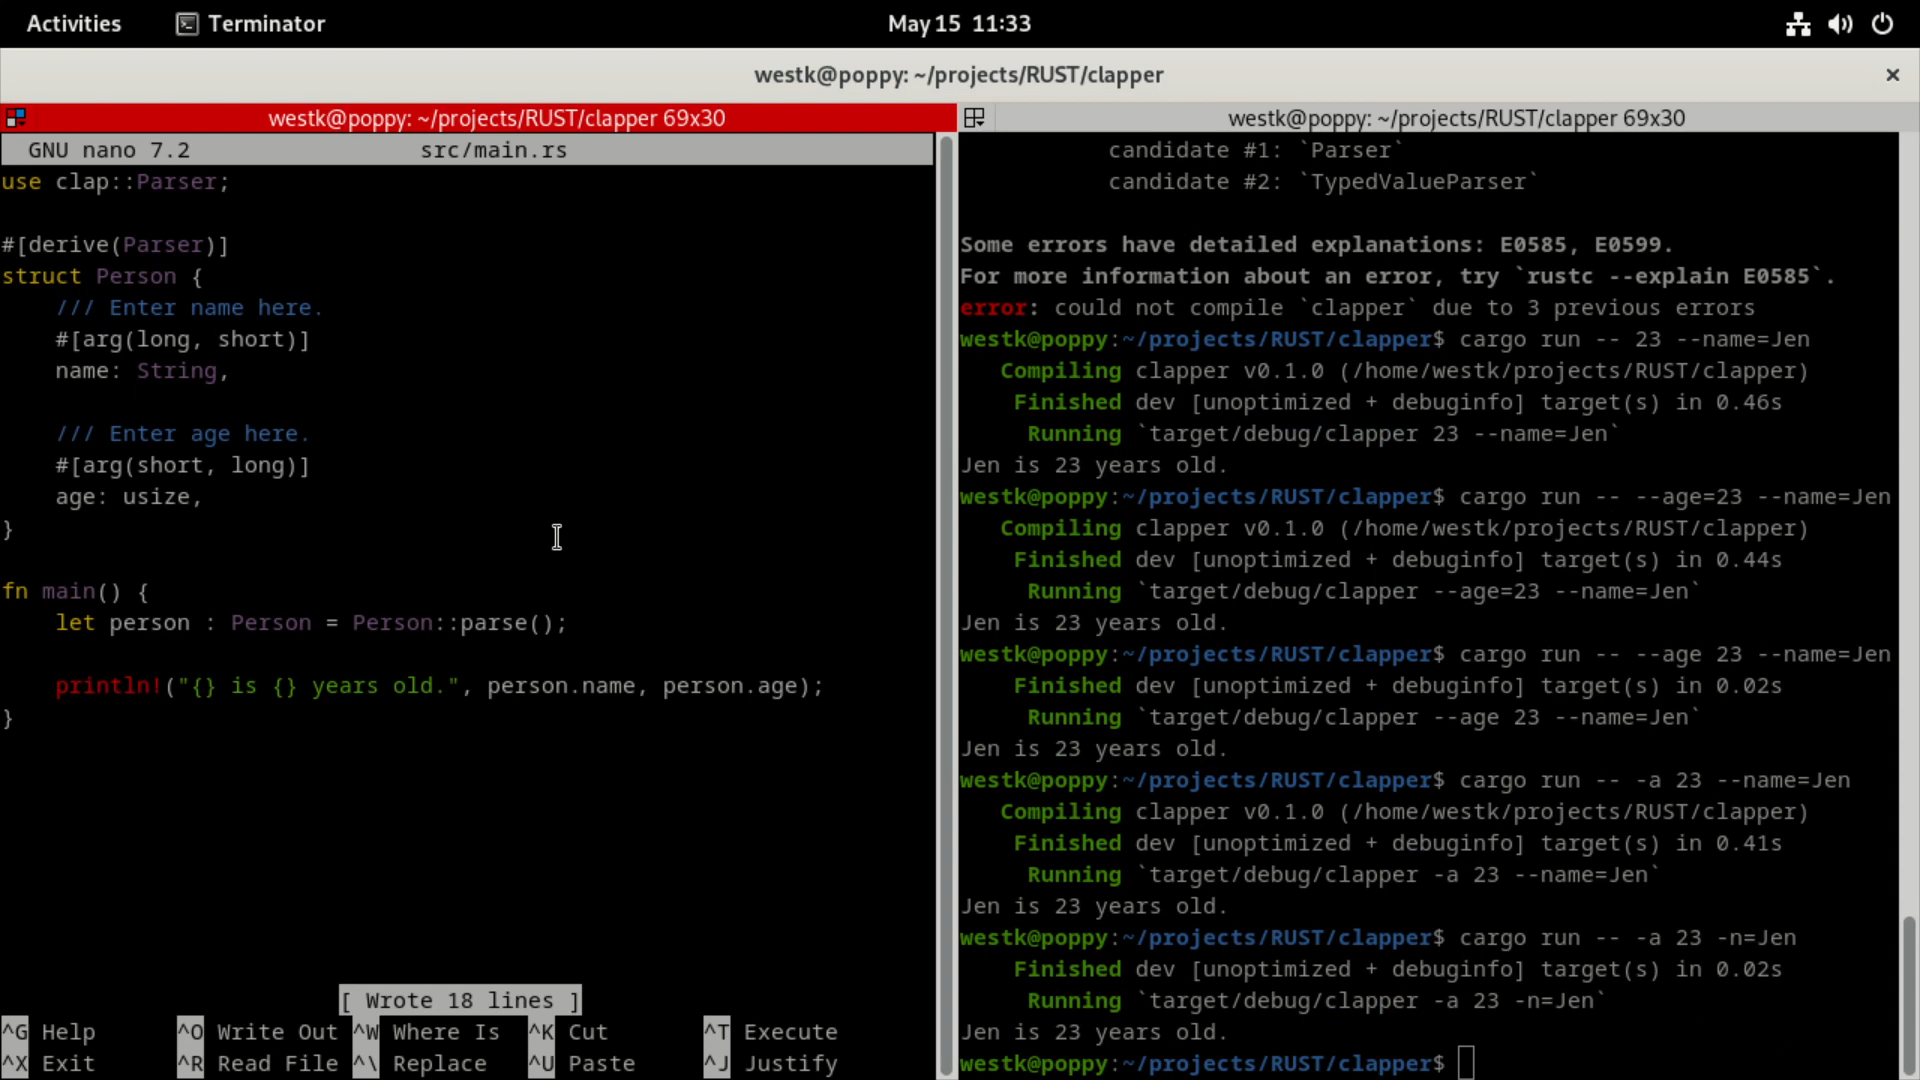 Activities
Terminator
May 15 11:33
westk@poppy: ~/projects/RUST/clapper
westk@poppy: ~/projects/RUST/clapper 69x30
GNU nano 7.2 src/main.rs
use clap::Parser;
#[derive(Parser)]
struct Person {
/// Enter name here.
#[arg(long, short)]
name: String,
/// Enter age here.
#[arg(short, long)]
age: usize,
}
fn main() {
let person : Person = Person::parse();
println!("{} is {} years old.", person.name, person.age);
}
[ Wrote 18 lines ]
^G Help ^O Write Out ^W Where Is ^K Cut ^T Execute
^X Exit ^R Read File ^\ Replace ^U Paste ^J Justify
westk@poppy: ~/projects/RUST/clapper 69x30
candidate #1: `Parser`
candidate #2: `TypedValueParser`
Some errors have detailed explanations: E0585, E0599.
For more information about an error, try `rustc --explain E0585`.
error: could not compile `clapper` due to 3 previous errors
westk@poppy:~/projects/RUST/clapper$ cargo run -- 23 --name=Jen
Compiling clapper v0.1.0 (/home/westk/projects/RUST/clapper)
Finished dev [unoptimized + debuginfo] target(s) in 0.46s
Running `target/debug/clapper 23 --name=Jen`
Jen is 23 years old.
westk@poppy:~/projects/RUST/clapper$ cargo run -- --age=23 --name=Jen
Compiling clapper v0.1.0 (/home/westk/projects/RUST/clapper)
Finished dev [unoptimized + debuginfo] target(s) in 0.44s
Running `target/debug/clapper --age=23 --name=Jen`
Jen is 23 years old.
westk@poppy:~/projects/RUST/clapper$ cargo run -- --age 23 --name=Jen
Finished dev [unoptimized + debuginfo] target(s) in 0.02s
Running `target/debug/clapper --age 23 --name=Jen`
Jen is 23 years old.
westk@poppy:~/projects/RUST/clapper$ cargo run -- -a 23 --name=Jen
Compiling clapper v0.1.0 (/home/westk/projects/RUST/clapper)
Finished dev [unoptimized + debuginfo] target(s) in 0.41s
Running `target/debug/clapper -a 23 --name=Jen`
Jen is 23 years old.
westk@poppy:~/projects/RUST/clapper$ cargo run -- -a 23 -n=Jen
Finished dev [unoptimized + debuginfo] target(s) in 0.02s
Running `target/debug/clapper -a 23 -n=Jen`
Jen is 23 years old.
westk@poppy:~/projects/RUST/clapper$